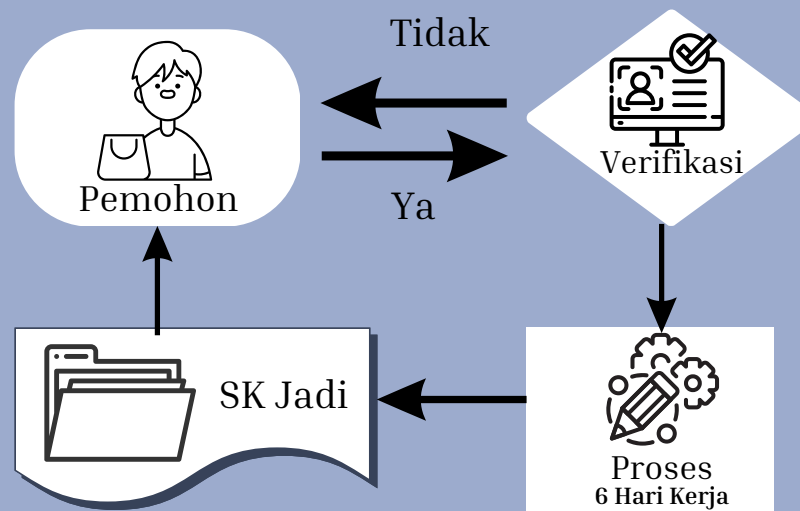 Tidak
Pemohon
Ya
Verifikasi
SK Jadi
Proses
6 Hari Kerja